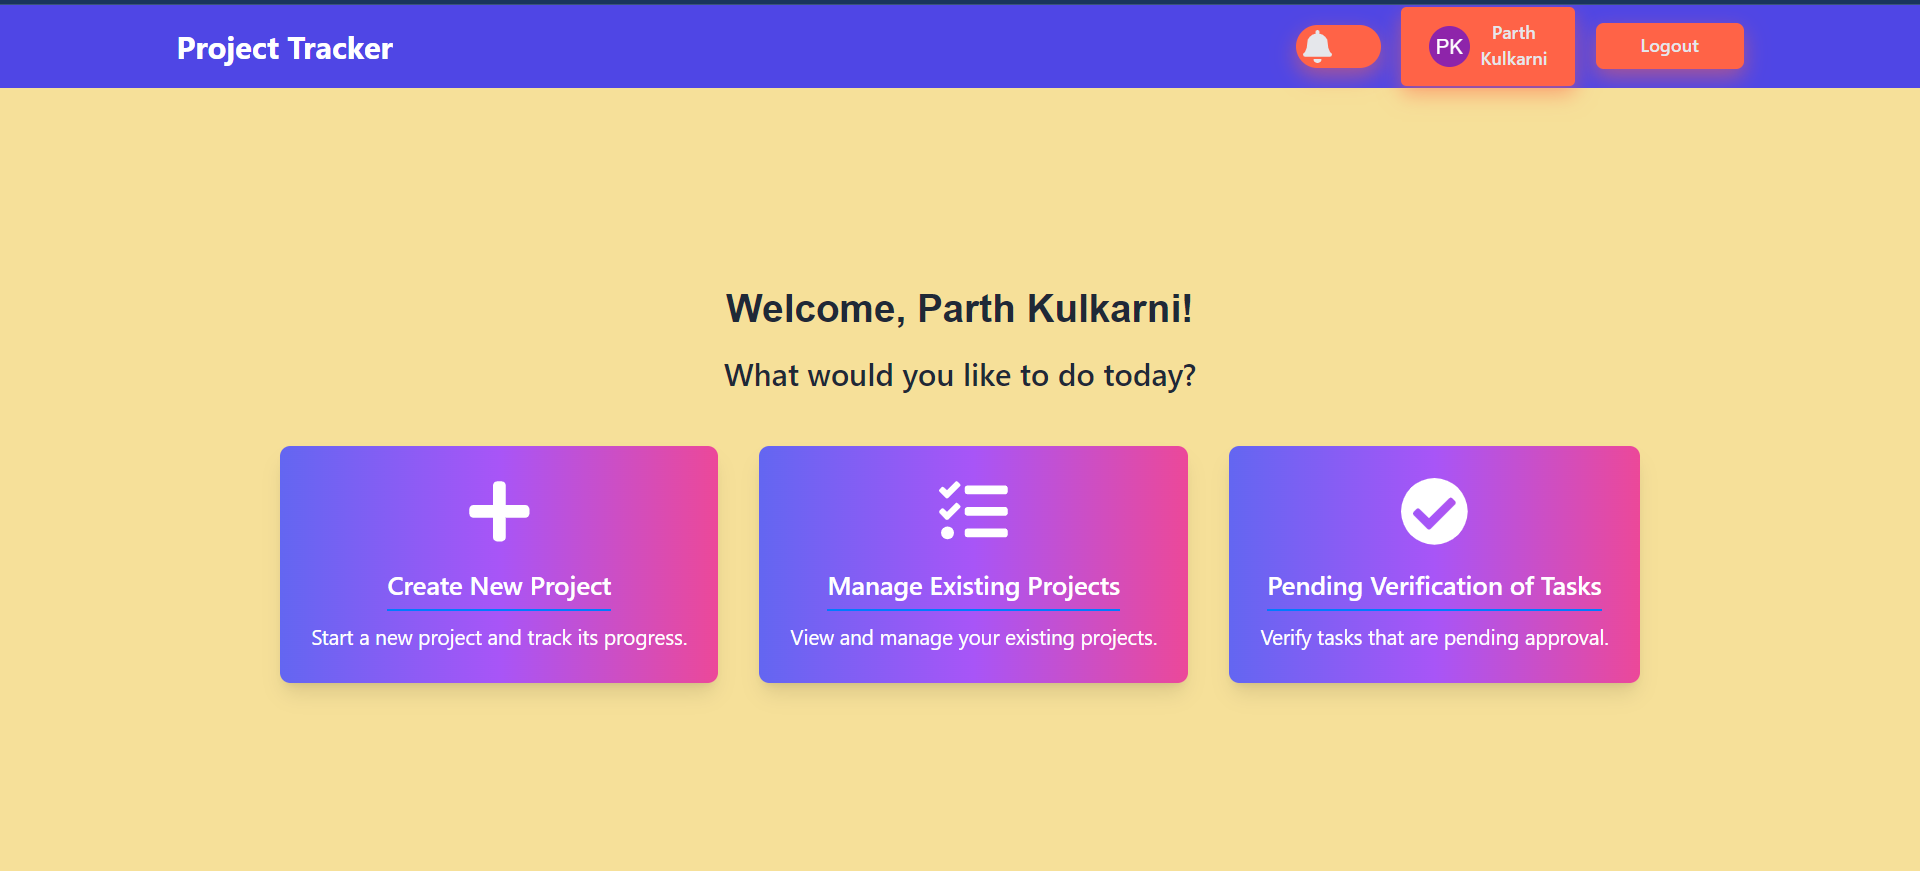 Project Tracker
PK
Parth
Kulkarni
Logout
Welcome, Parth Kulkarni!
What would you like to do today?
Create New Project
Start a new project and track its progress.
Manage Existing Projects
View and manage your existing projects.
Pending Verification of Tasks
Verify tasks that are pending approval.